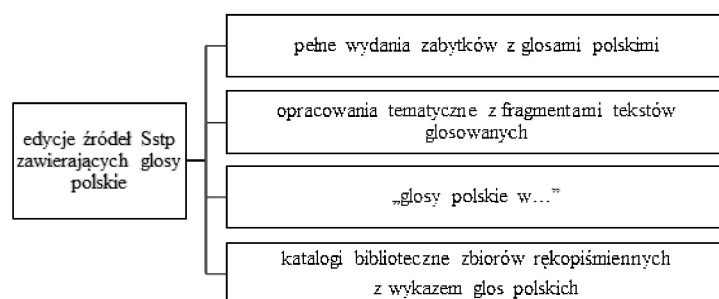 pełne wydania zabytków z glosami polskimi
opracowania tematyczne z fragmentami tekstów
glosowanych
edycje źródeł Sstp
zawierających glosy
polskie
„glosy polskie w…”
katalogi biblioteczne zbiorów rękopiśmiennych
z wykazem glos polskich